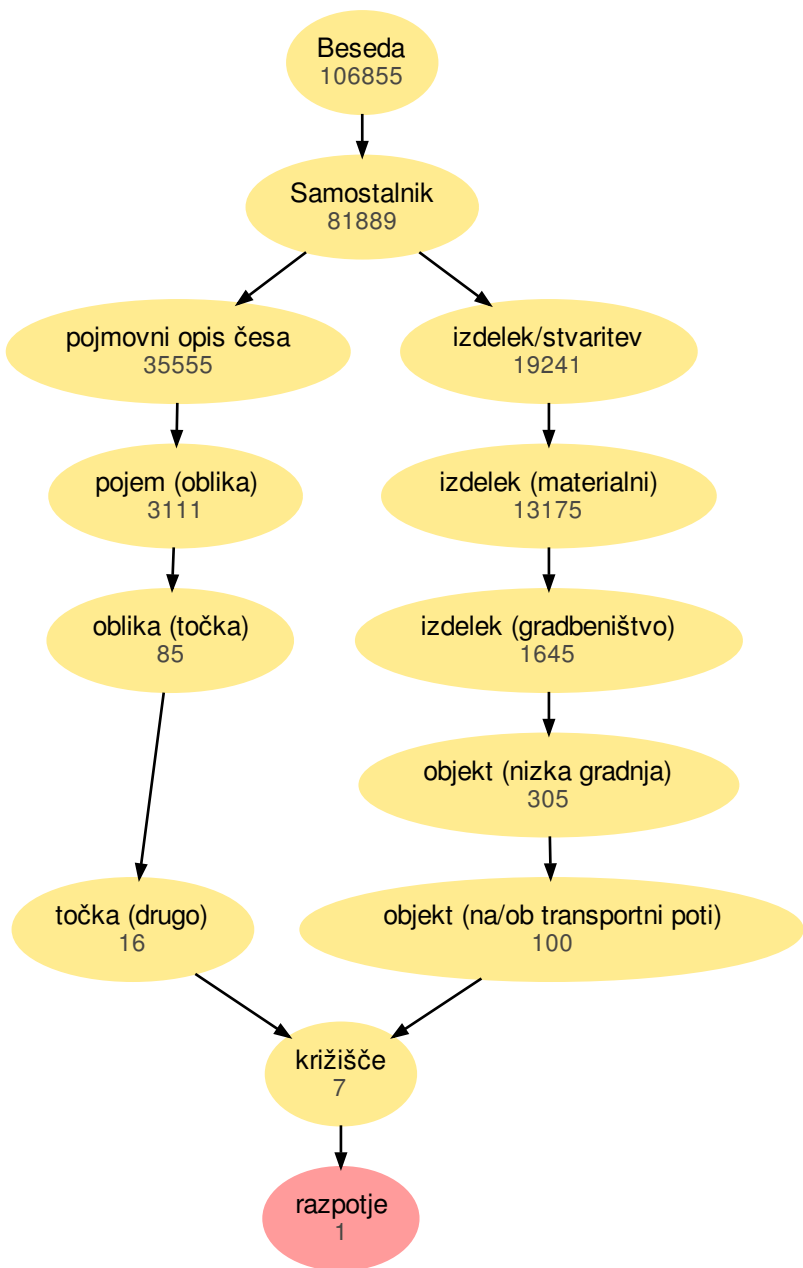 Beseda
106855
Samostalnik
81889
pojmovni opis česa
35555
izdelek/stvaritev
19241
pojem (oblika)
3111
izdelek (materialni)
13175
oblika (točka)
85
izdelek (gradbeništvo)
1645
objekt (nizka gradnja)
305
točka (drugo)
16
objekt (na/ob transportni poti)
100
križišče
7
razpotje
1